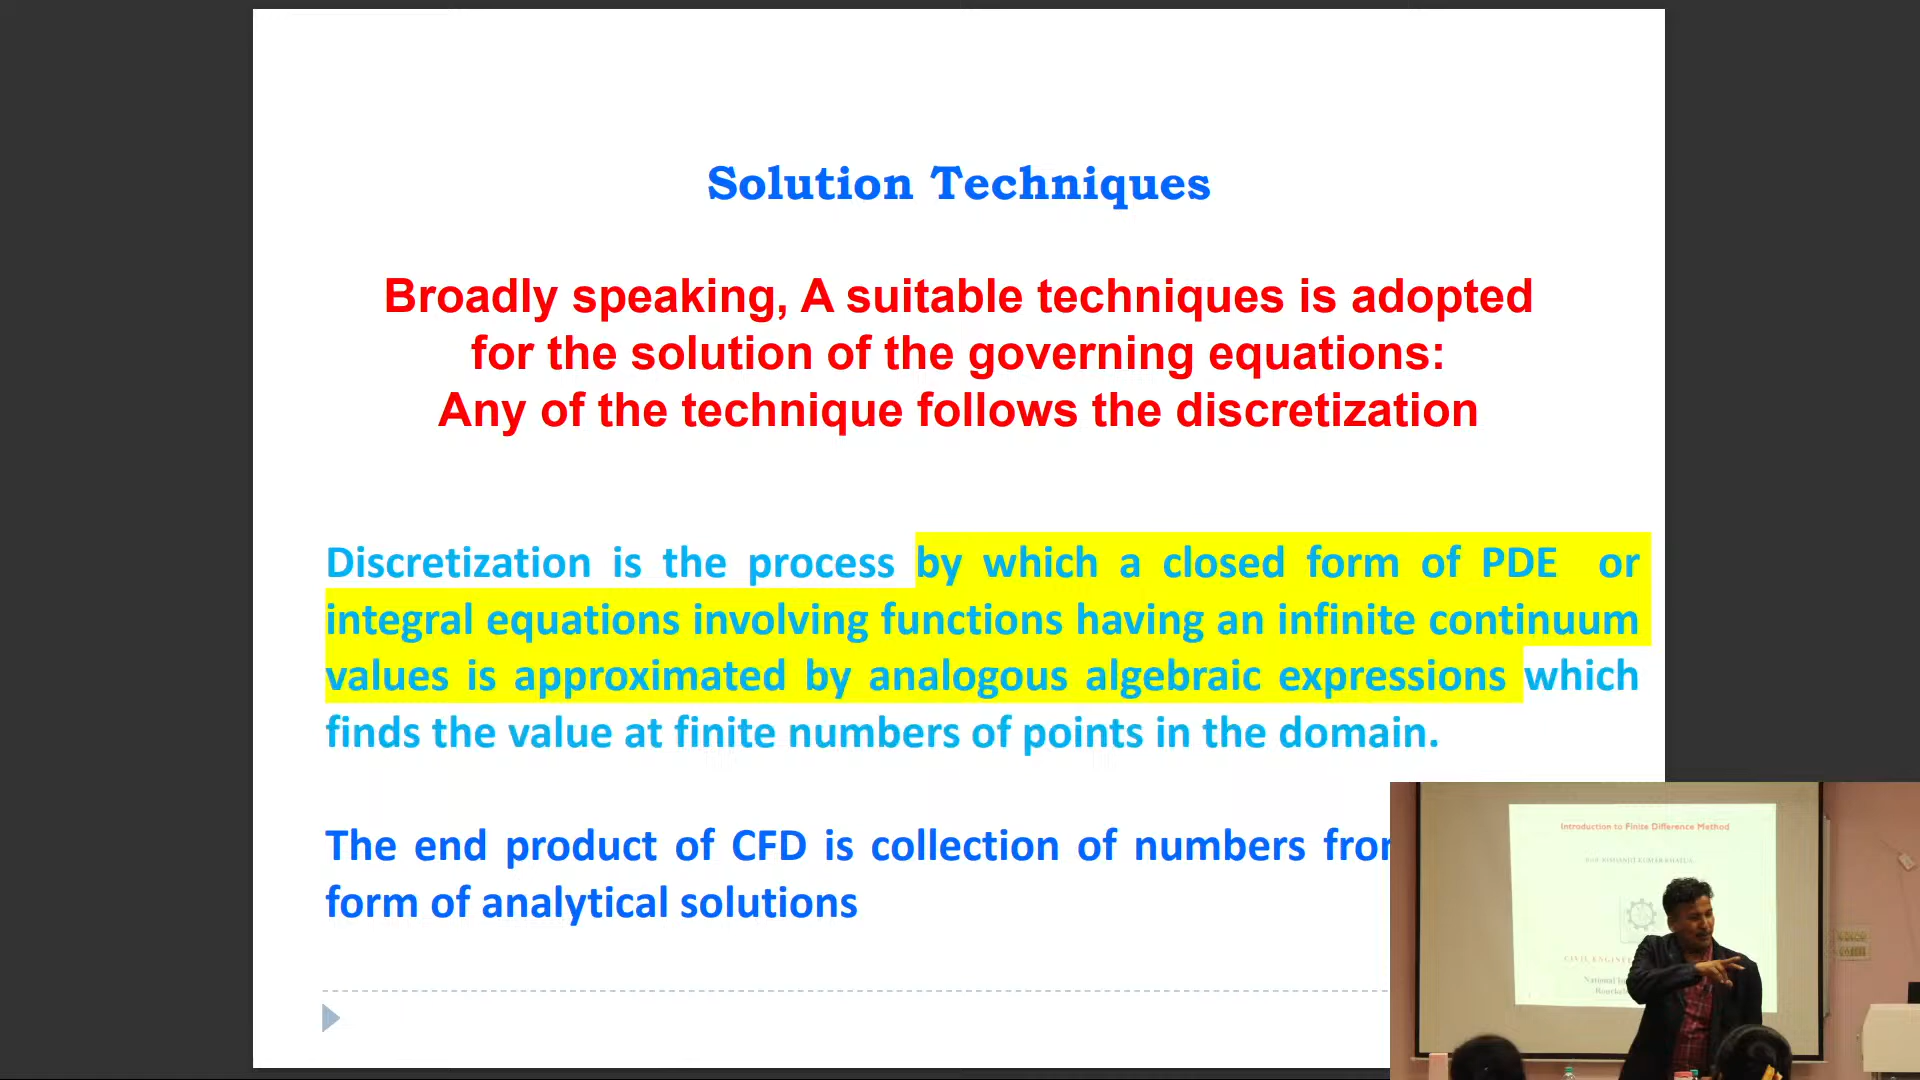 Solution Techniques
Broadly speaking, A suitable techniques is adopted
for the solution of the governing equations:
Any of the technique follows the discretization
Discretization is the process by which a closed form of PDE or
integral equations involving functions having an infinite continuum
values is approximated by analogous algebraic expressions which
finds the value at finite numbers of points in the domain.
The end product of CFD is collection of numbers
form of analytical solutions
Introduction to Finite Difference Method
CIVIL
National